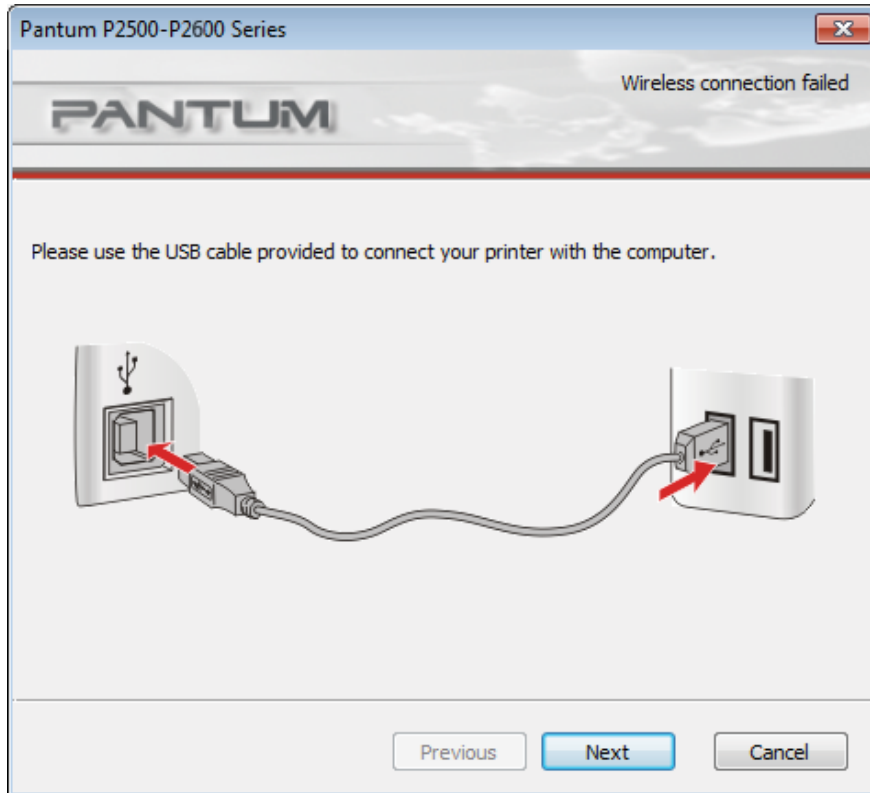 Pantum P2500-P2600 Series
Wireless connection failed
PANTUM
Please use the USB cable provided to connect your printer with the computer.
Previous
Next
Cancel